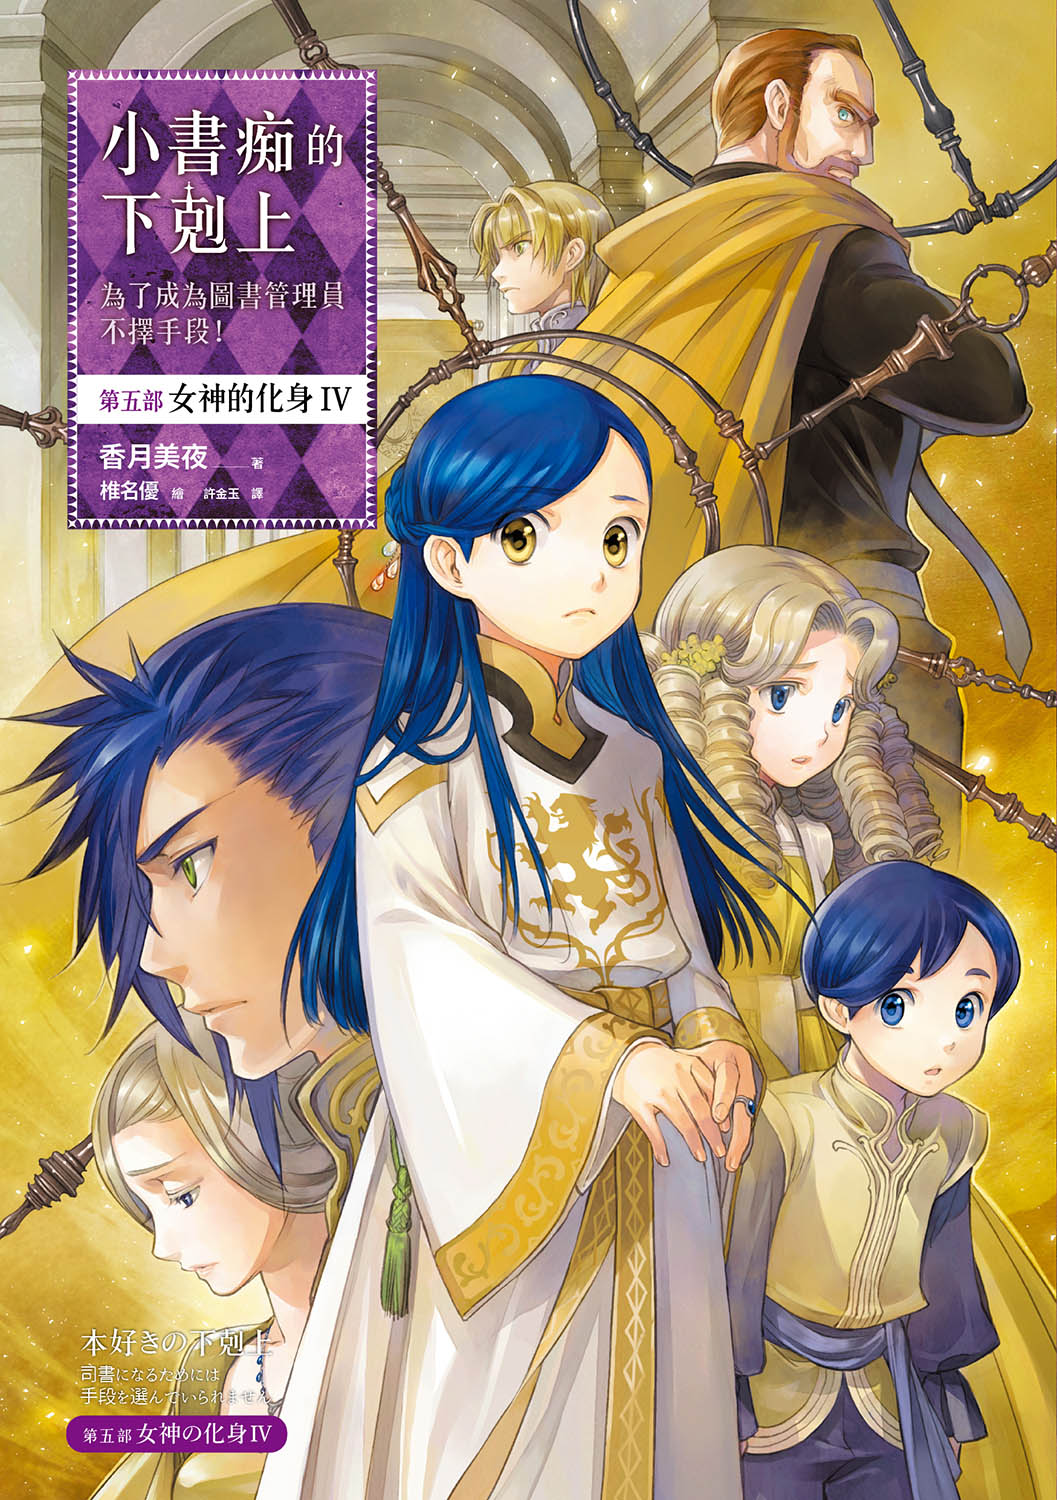 小書痴的
下剋上
為了成為圖書管理員
不擇手段！
第五部 女神的化身 IV
香月美夜 著
椎名優 繪 許金玉 譯
本好きの下剋上
司書になるためには
手段を選んでいられません
第五部 女神の化身 IV